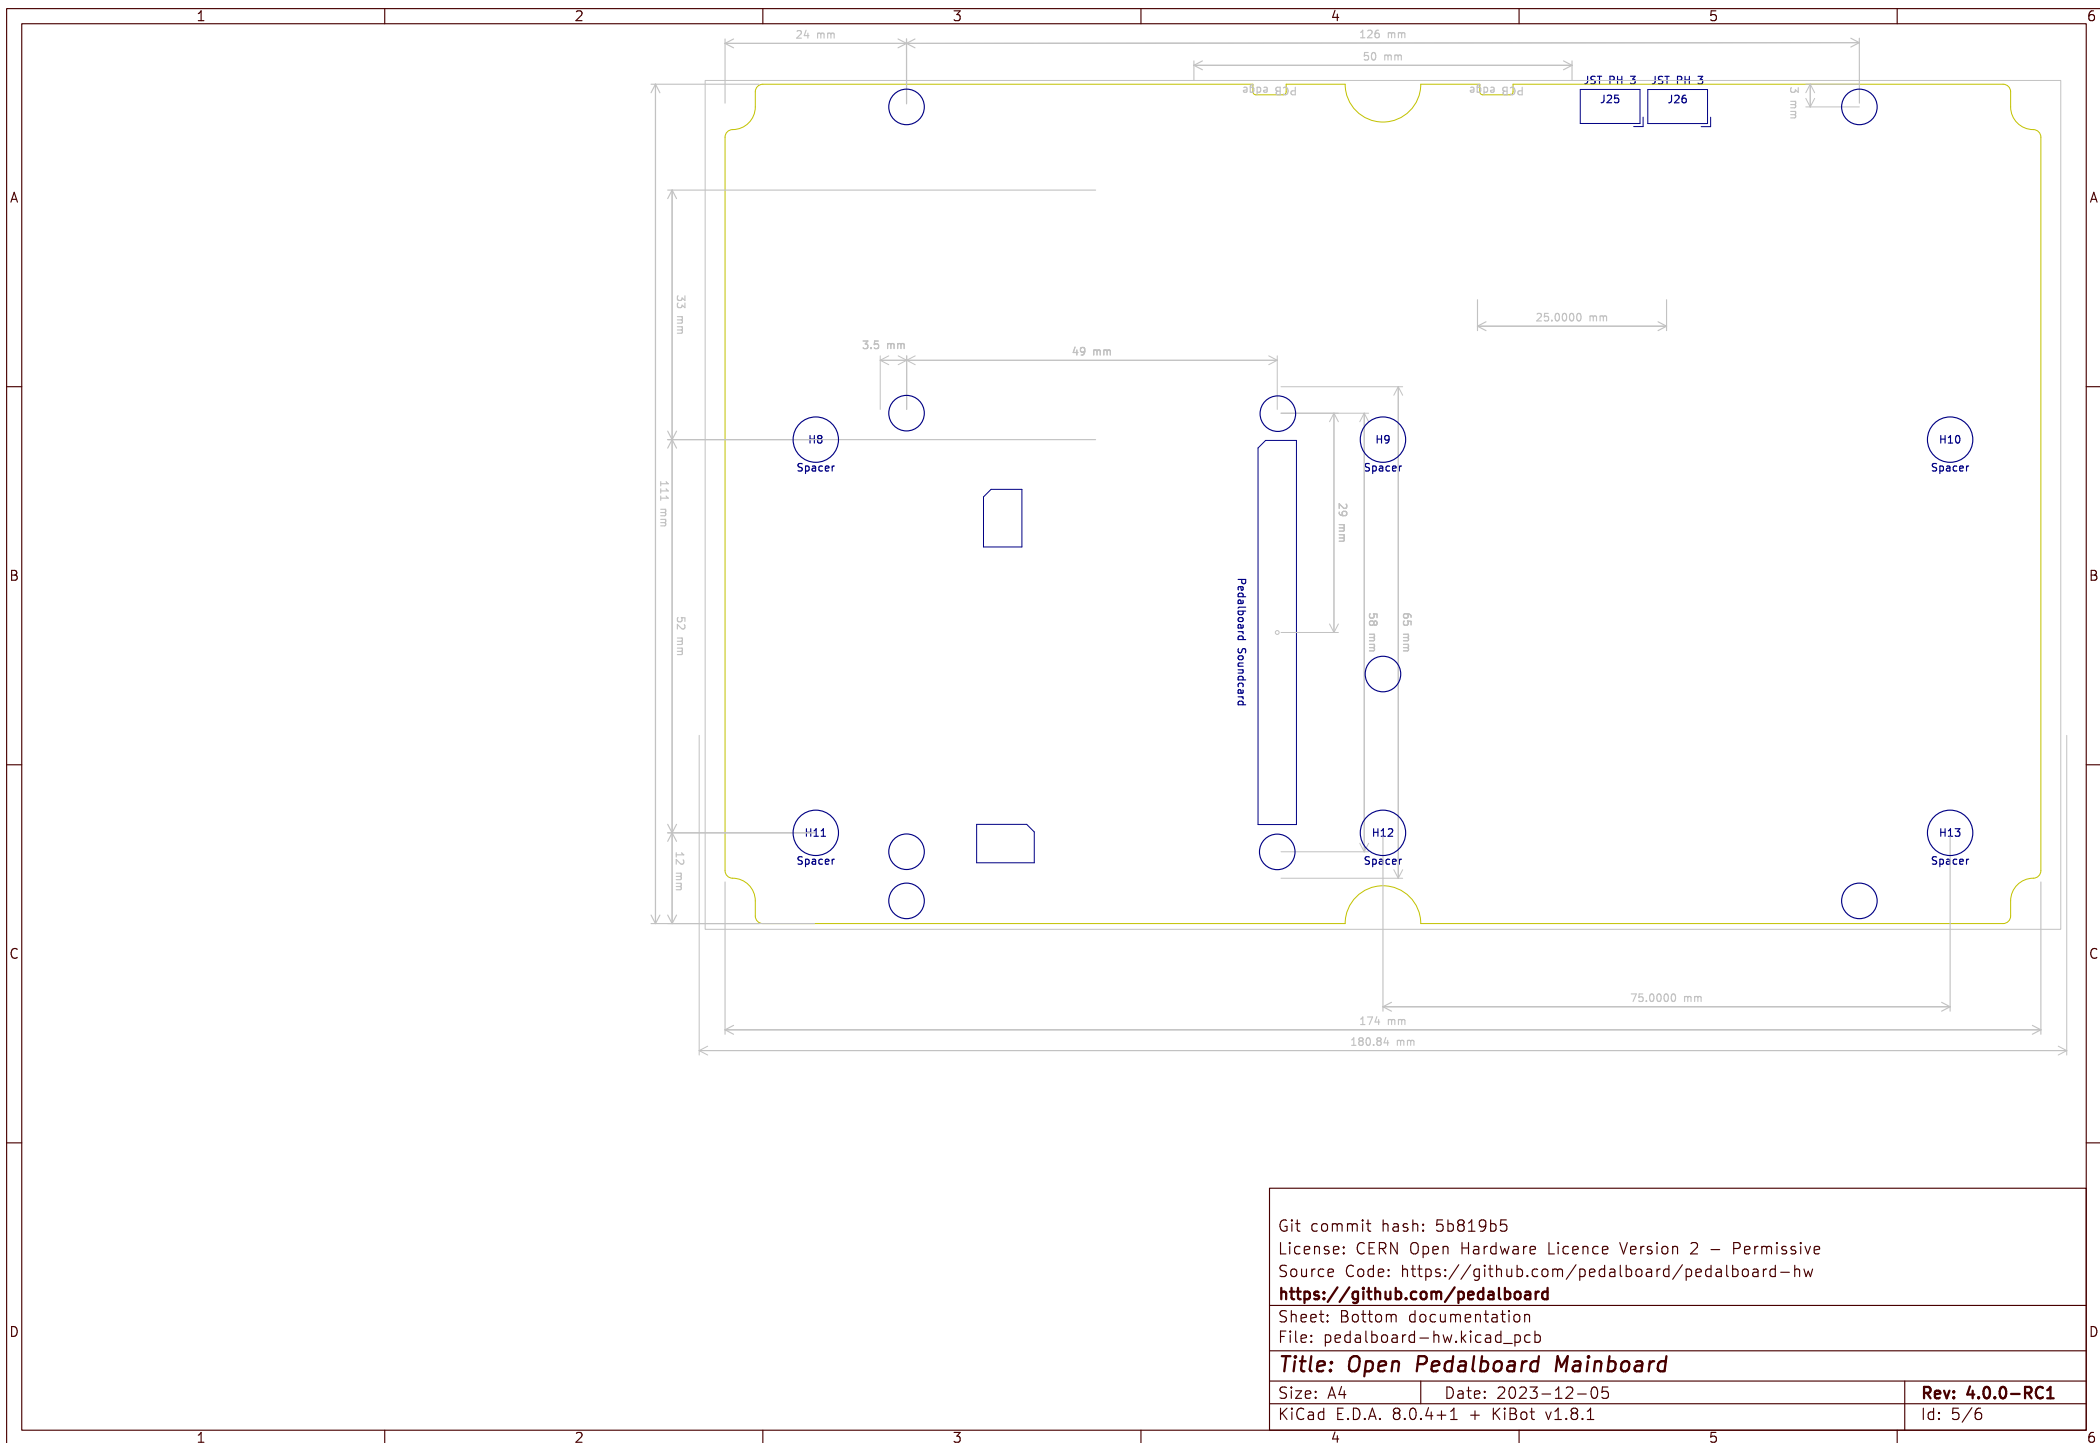 1 2 3 4 5 6
24 mm
126 mm
50 mm
JST PH 3 JST PH 3
PCB edge PCB edge
J25 J26
3 mm
A A
33 mm
25.0000 mm
3.5 mm
49 mm
H8 H9 H10
Spacer Spacer Spacer
111 mm
29 mm
B B
Pedalboard Soundcard
52 mm
58 mm
65 mm
H11 H12 H13
Spacer Spacer Spacer
12 mm
C C
75.0000 mm
174 mm
180.84 mm
Git commit hash: 5b819b5
License: CERN Open Hardware Licence Version 2 - Permissive
Source Code: https://github.com/pedalboard/pedalboard-hw
https://github.com/pedalboard
Sheet: Bottom documentation
File: pedalboard-hw.kicad_pcb
D D
Title: Open Pedalboard Mainboard
Size: A4 Date: 2023-12-05 Rev: 4.0.0-RC1
KiCad E.D.A. 8.0.4+1 + KiBot v1.8.1 Id: 5/6
1 2 3 4 5 6